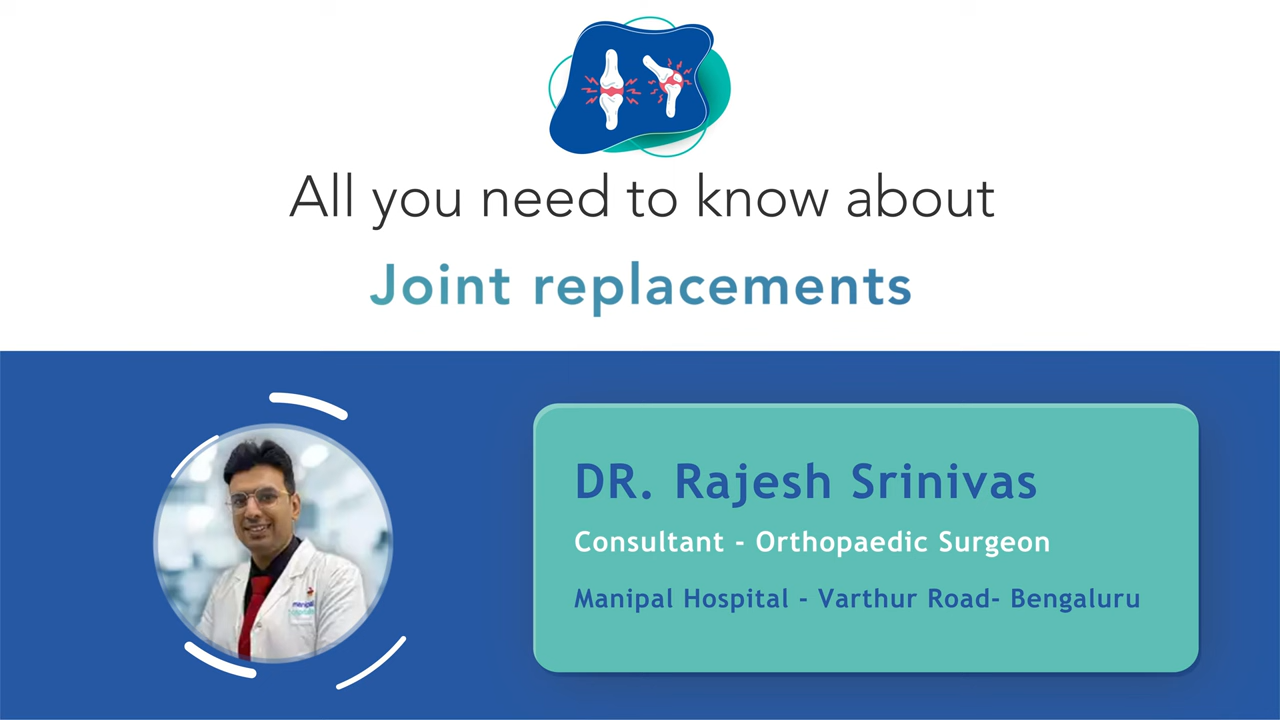 All you need to know about
Joint replacements
DR. Rajesh Srinivas
Consultant - Orthopaedic Surgeon
Manipal Hospital - Varthur Road- Bengaluru
manipal